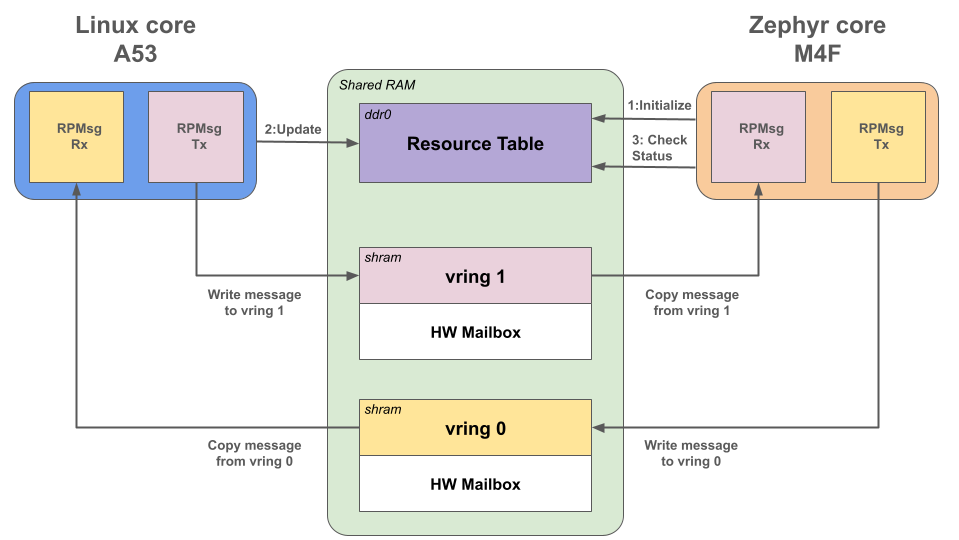 Linux core
A53
Zephyr core
M4F
Shared RAM
RPMsg
Rx
RPMsg
Tx
2:Update
ddr0
Resource Table
1:Initialize
3: Check
Status
RPMsg
Rx
RPMsg
Tx
shram
vring 1
HW Mailbox
Write message
to vring 1
Copy message
from vring 1
shram
vring 0
HW Mailbox
Copy message
from vring 0
Write message
to vring 0